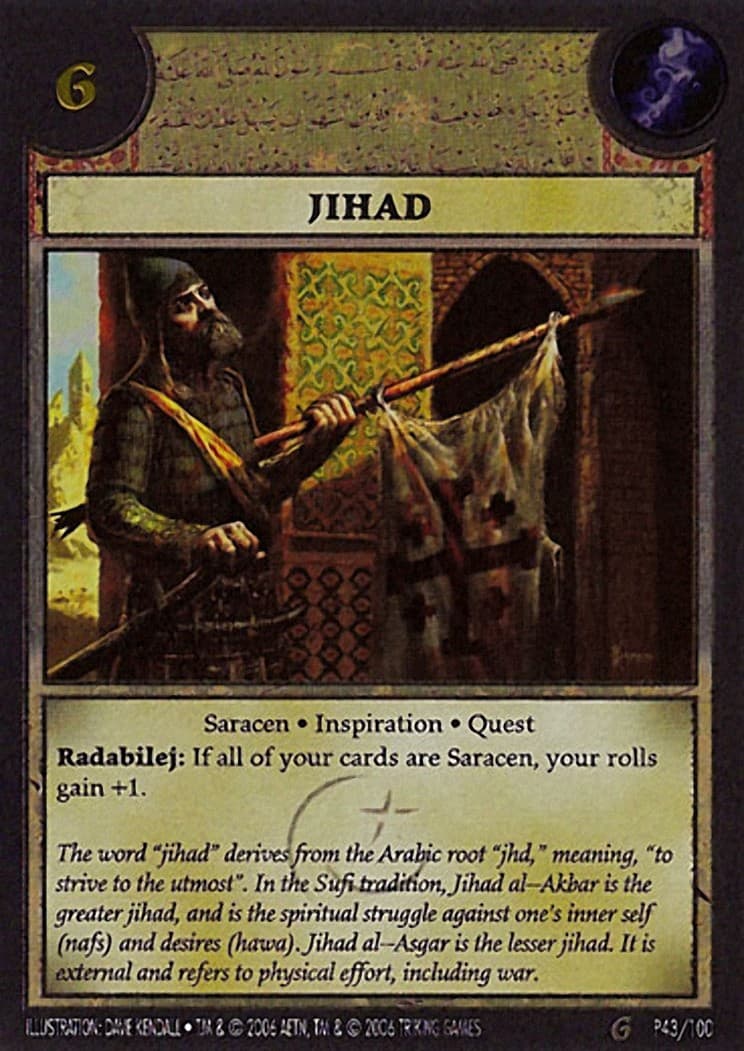 6
JIHAD
Saracen • Inspiration • Quest
Radabilej: If all of your cards are Saracen, your rolls
gain +1.
The word “jihad” derives from the Arabic root “jhd,” meaning, “to
strive to the utmost”. In the Sufi tradition, Jihad al-Akbar is the
greater jihad, and is the spiritual struggle against one's inner self
(nafs) and desires (hawa). Jihad al-Asgar is the lesser jihad. It is
external and refers to physical effort, including war.
ILLUSTRATION: DAVE KENDALL • TM & © 2006 AETN, TM & © 2006 TRIKING GAMES
P43/100